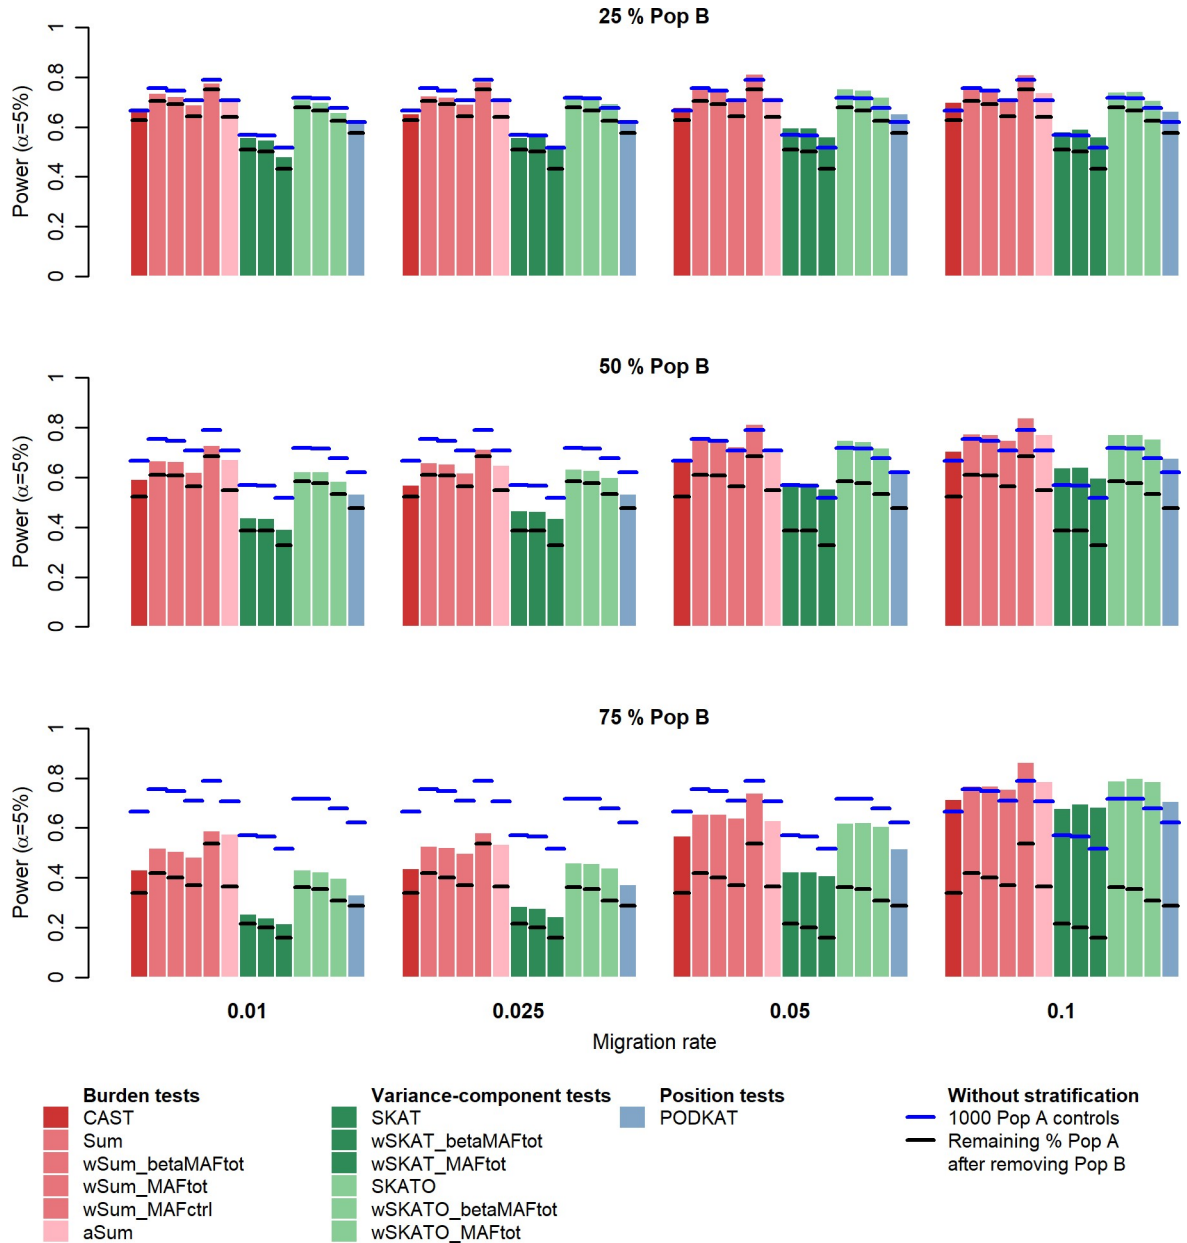 25 % Pop B
Power (α=5%)
1
0.8
0.6
0.4
0.2
0
50 % Pop B
Power (α=5%)
1
0.8
0.6
0.4
0.2
0
75 % Pop B
Power (α=5%)
1
0.8
0.6
0.4
0.2
0
0.01 0.025 0.05 0.1
Migration rate
Burden tests
CAST
Sum
wSum_betaMAFtot
wSum_MAFtot
wSum_MAFctrl
aSum
Variance-component tests
SKAT
wSKAT_betaMAFtot
wSKAT_MAFtot
SKATO
wSKATO_betaMAFtot
wSKATO_MAFtot
Position tests
PODKAT
Without stratification
1000 Pop A controls
Remaining % Pop A
after removing Pop B